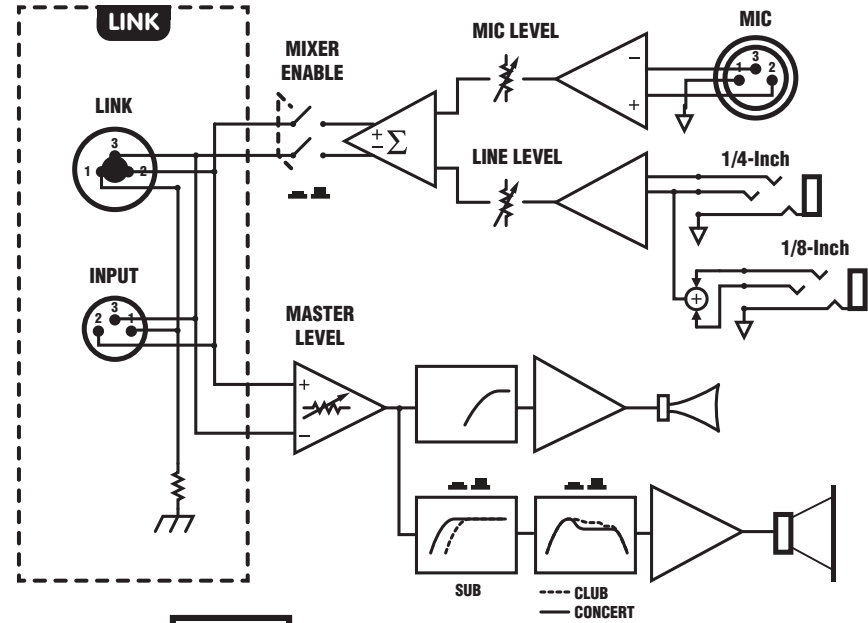 LINK
MIXER
ENABLE
MIC LEVEL
MIC
1
3
2
−
+
LINK
3
1
2
+
−
Σ
LINE LEVEL
1/4-Inch
1/8-Inch
+
INPUT
3
2
1
MASTER
LEVEL
+
−
SUB
CLUB
CONCERT